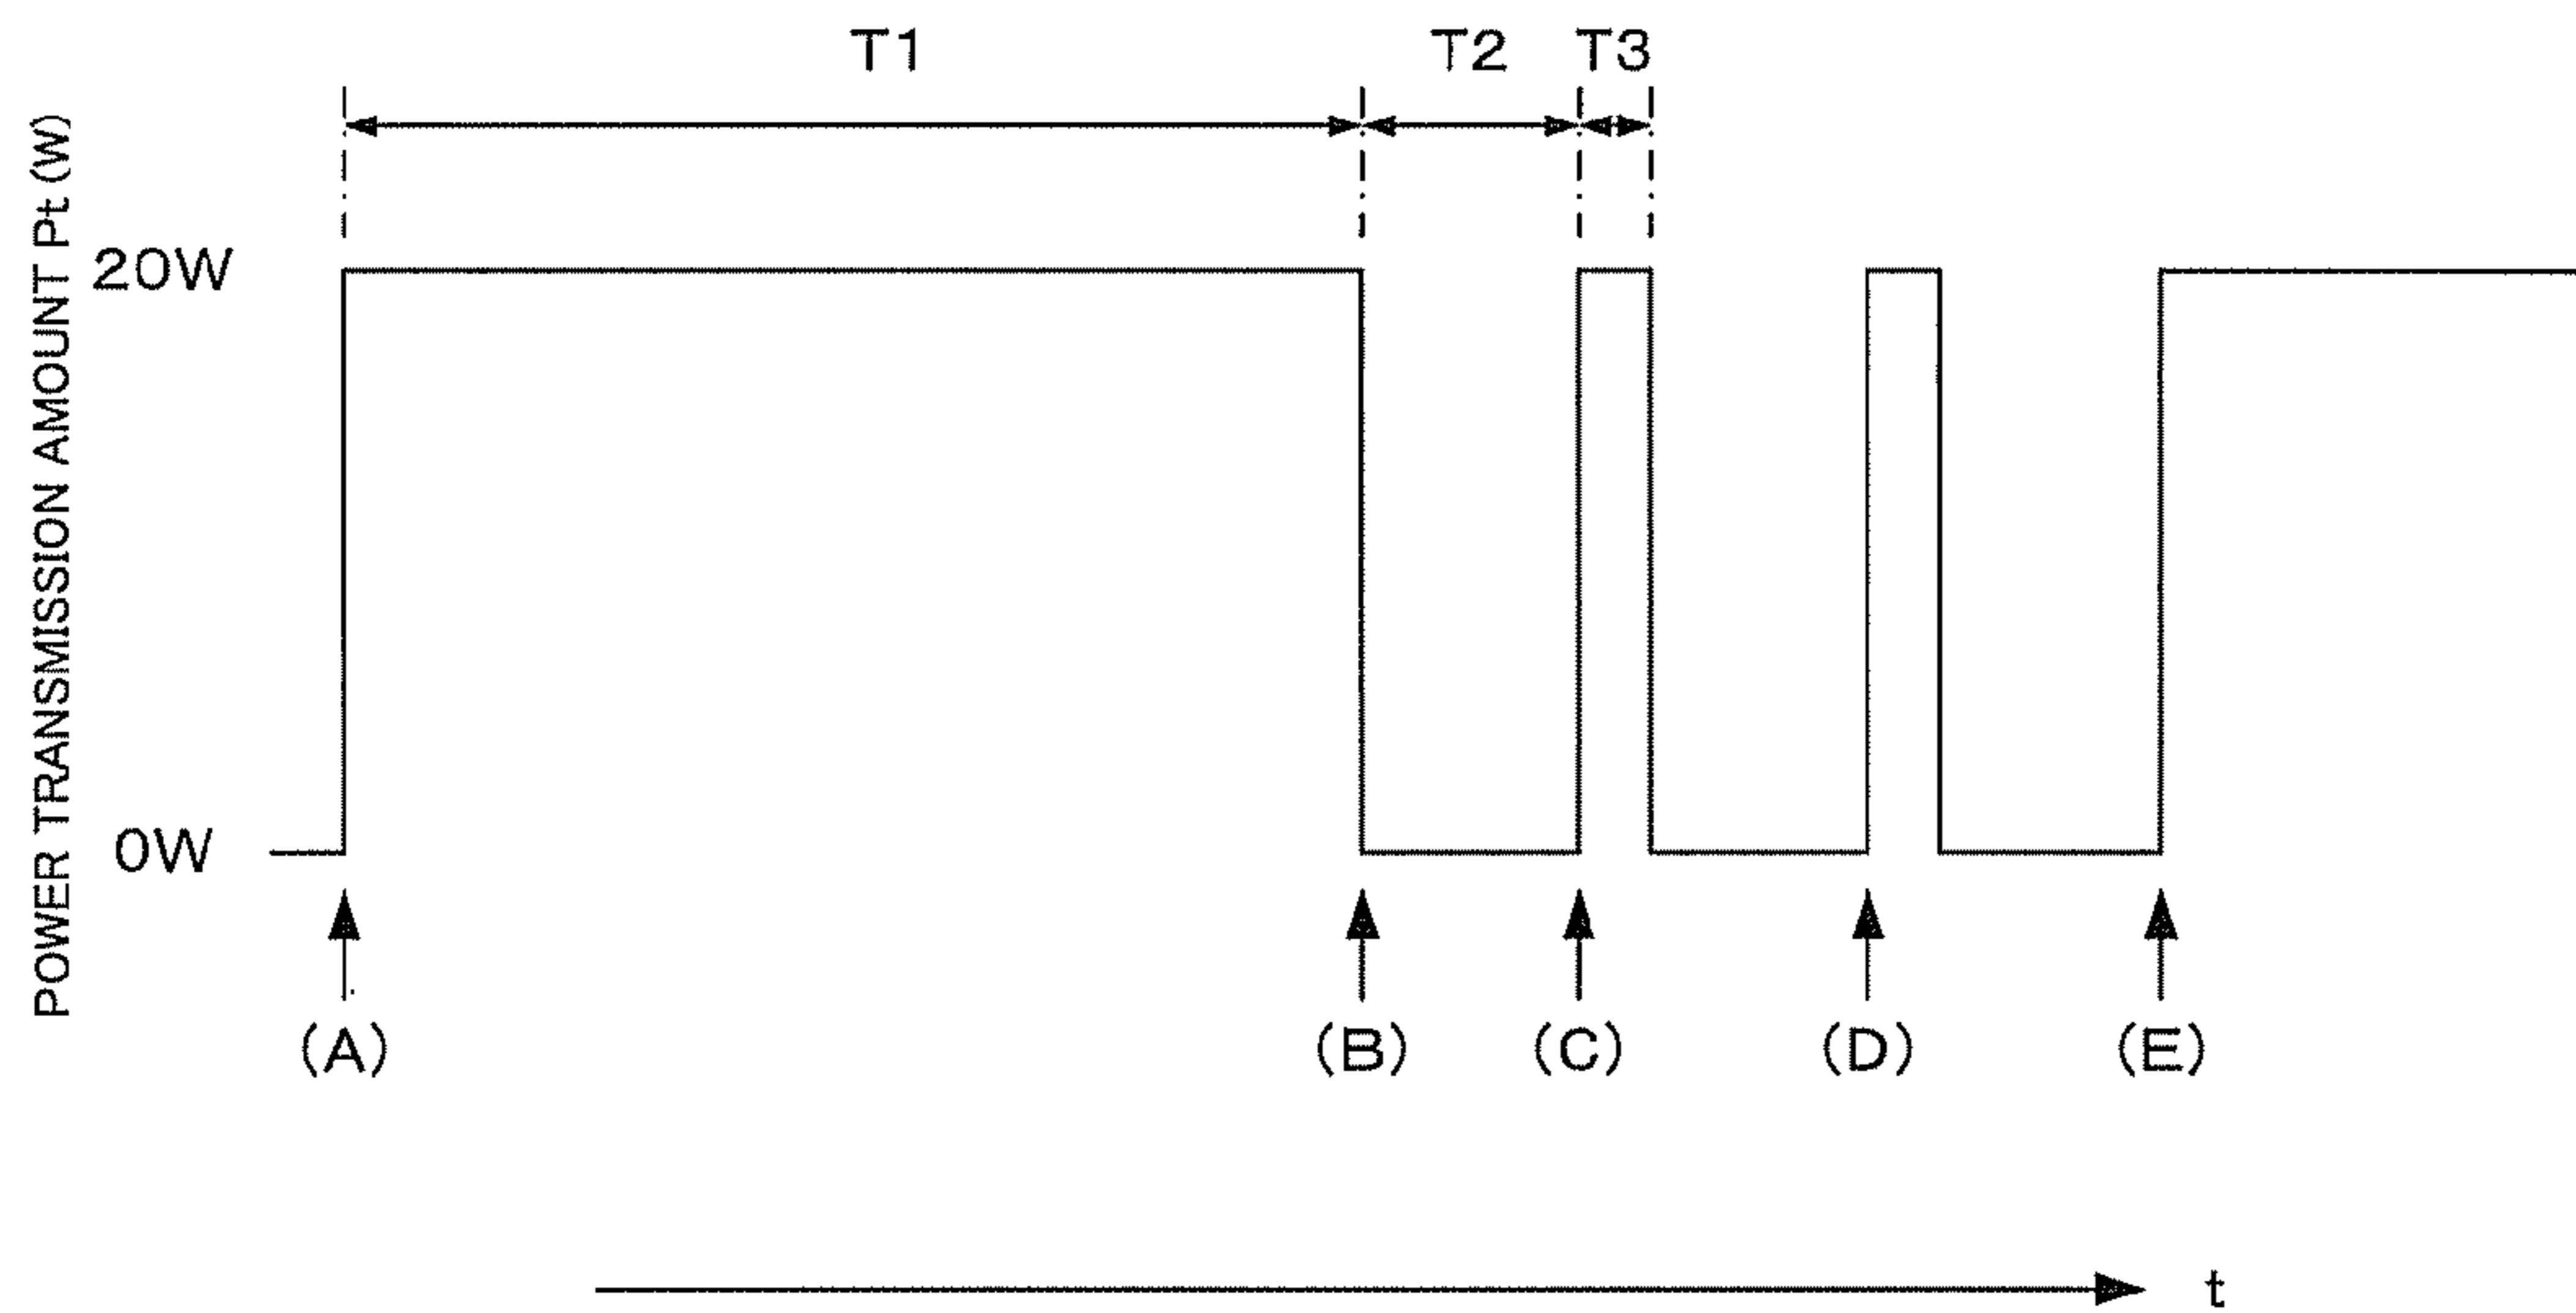 T1 T2 T3
POWER TRANSMISSION AMOUNT Pt (W)
20W
0W
(A) (B) (C) (D) (E)
t